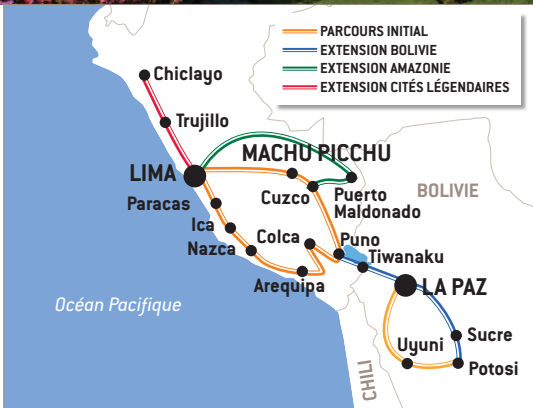 PARCOURS INITIAL
EXTENSION BOLIVIE
EXTENSION AMAZONIE
EXTENSION CITÉS LÉGENDAIRES
Chiclayo
Trujillo
LIMA
MACHU PICCHU
Cuzco
Puerto
Maldonado
BOLIVIE
Paracas
Ica
Nazca
Colca
Puno
Tiwanaku
Arequipa
LA PAZ
Océan Pacifique
Uyuni
Sucre
Potosi
CHILI